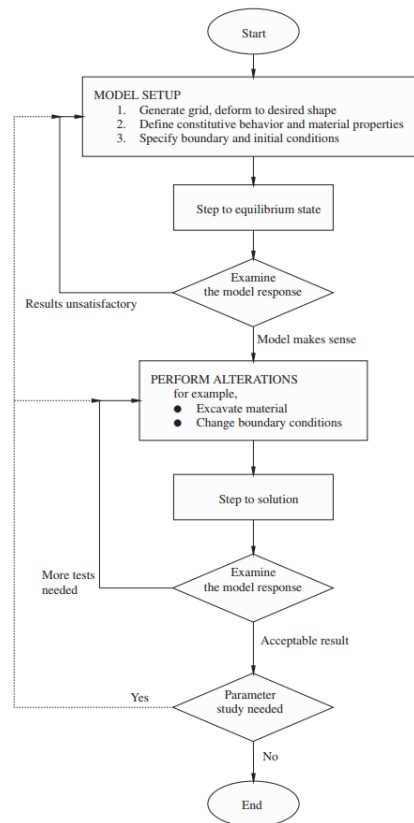 Start
MODEL SETUP
1. Generate grid, deform to desired shape
2. Define constitutive behavior and material properties
3. Specify boundary and initial conditions
Step to equilibrium state
Examine
the model response
Results unsatisfactory
Model makes sense
PERFORM ALTERATIONS
for example,
● Excavate material
● Change boundary conditions
Step to solution
More tests
needed
Examine
the model response
Acceptable result
Yes
Parameter
study needed
No
End